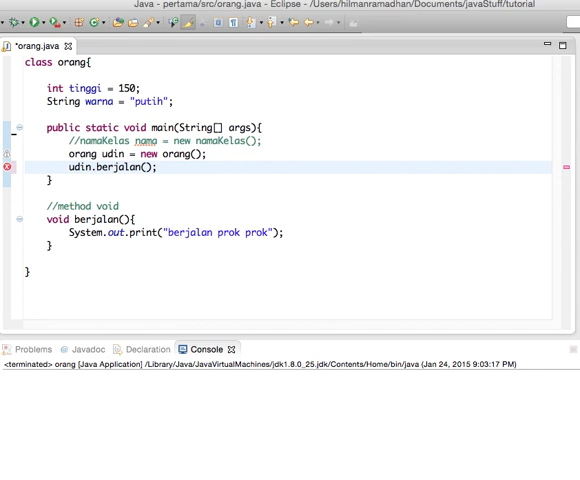 Java - pertama/src/orang.java - Eclipse - /Users/hilmanramadhan/Documents/javaStuff/tutorial
*orang.java
class orang{
int tinggi = 150;
String warna = "putih";
public static void main(String[] args){
//namaKelas nama = new namaKelas();
orang udin = new orang();
udin.berjalan();
}
//method void
void berjalan(){
System.out.print("berjalan prok prok");
}
}
Problems @ Javadoc Declaration Console
<terminated> orang [Java Application] /Library/Java/JavaVirtualMachines/jdk1.8.0_25.jdk/Contents/Home/bin/java (Jan 24, 2015 9:03:17 PM)